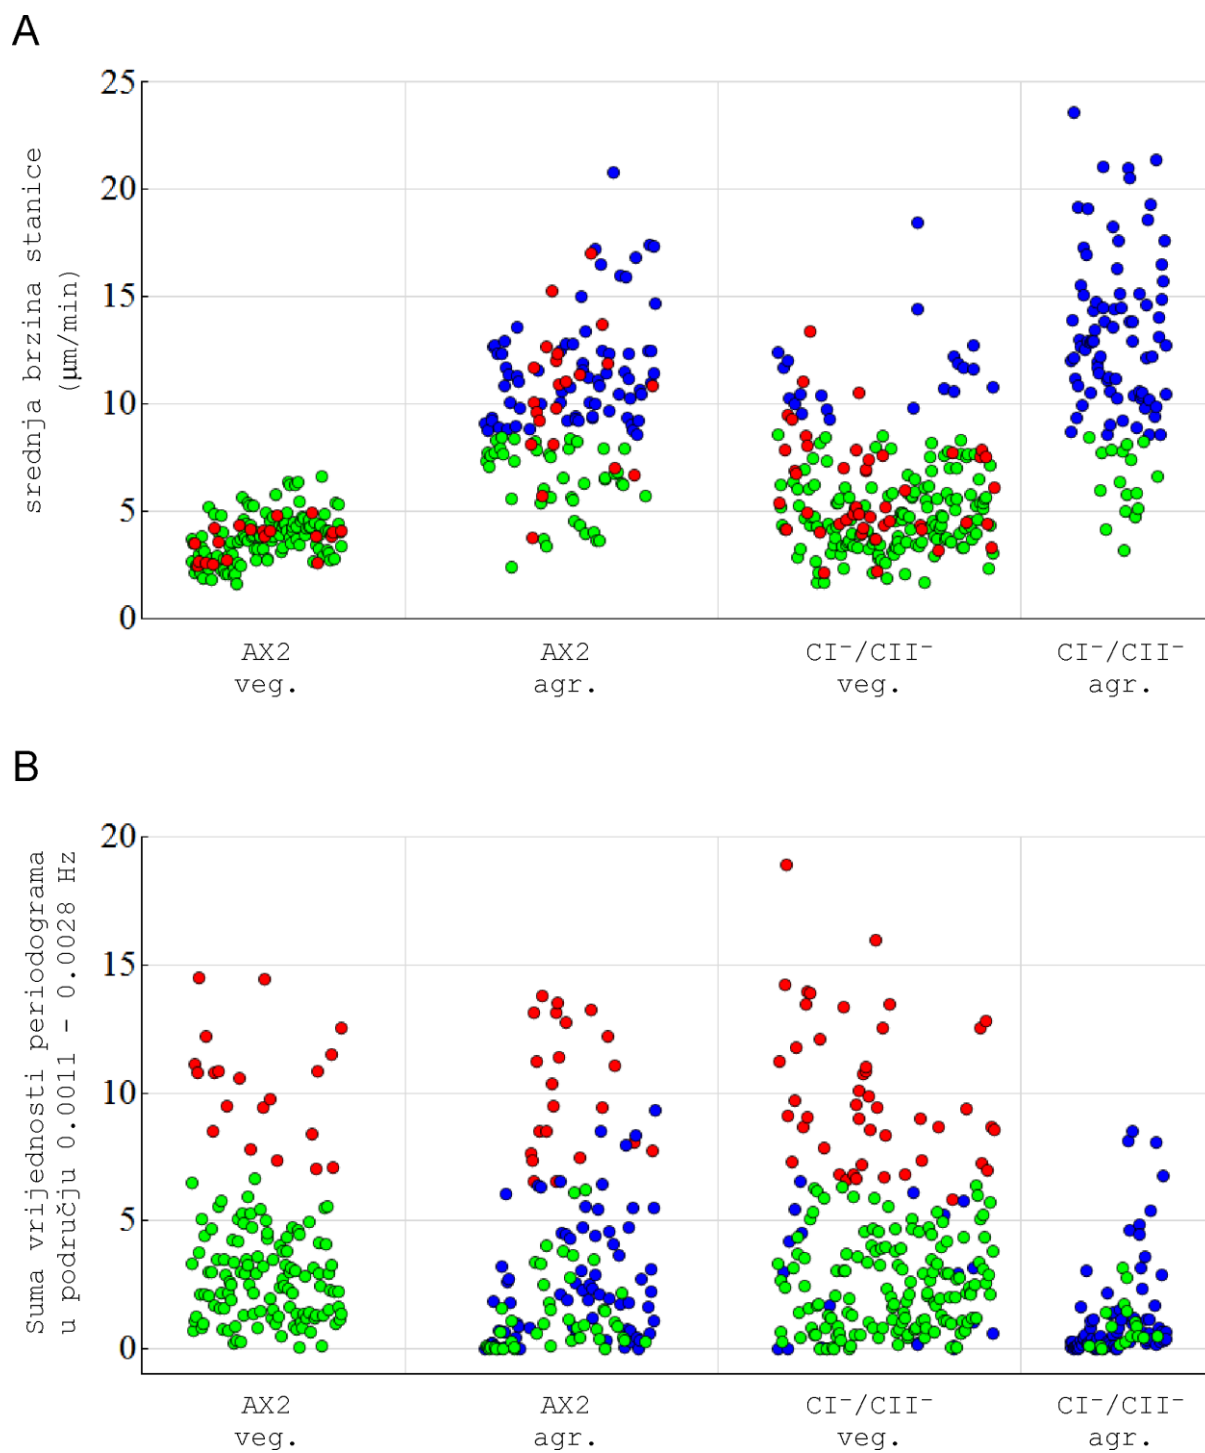 A
srednja brzina stanice
(µm/min)
25
20
15
10
5
0
AX2
veg.
AX2
agr.
CI⁻/CII⁻
veg.
CI⁻/CII⁻
agr.
B
Suma vrijednosti periodograma
u području 0.0011 – 0.0028 Hz
20
15
10
5
0
AX2
veg.
AX2
agr.
CI⁻/CII⁻
veg.
CI⁻/CII⁻
agr.